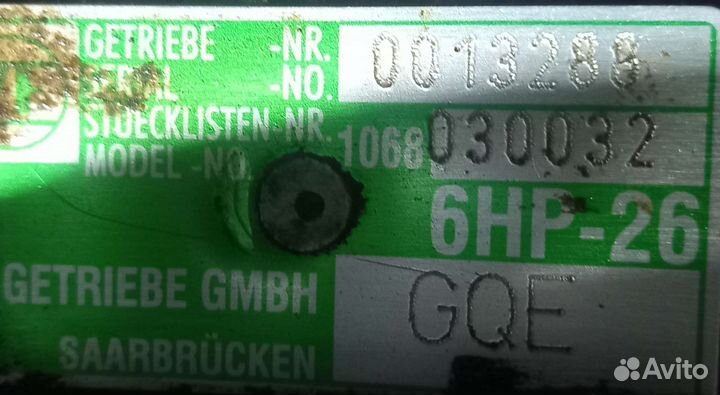 GETRIEBE -NR. 0013288
SERIAL -NO.
STUECKLISTEN-NR. 1068 030032
MODEL -NO.
6HP-26
GETRIEBE GMBH GQE
SAARBRÜCKEN
Avito